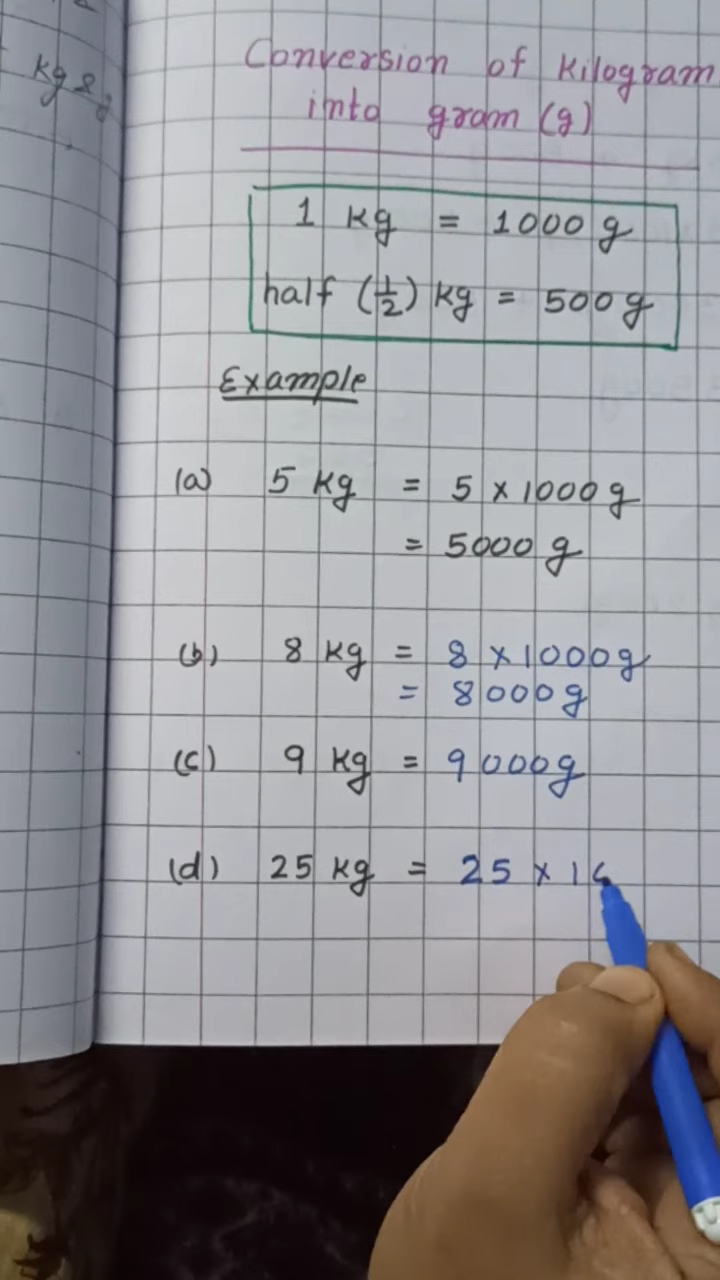 kg & g
Conversion of Kilogram
into gram (g)
1 kg = 1000 g
half (1/2) kg = 500 g
Example
(a) 5 kg = 5 × 1000 g
= 5000 g
(b) 8 kg = 8 × 1000 g
= 8000 g
(c) 9 kg = 9000 g
(d) 25 kg = 25 × 1